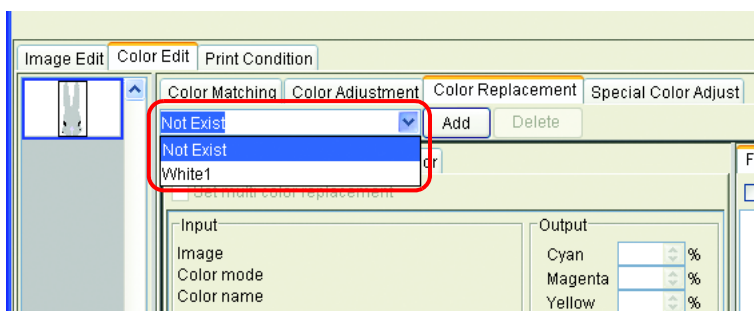 Image Edit Color Edit Print Condition
Color Matching Color Adjustment Color Replacement Special Color Adjust
Not Exist Add Delete
Not Exist
White1
Set multi color replacement
Input Output
Image Cyan %
Color mode Magenta %
Color name Yellow %